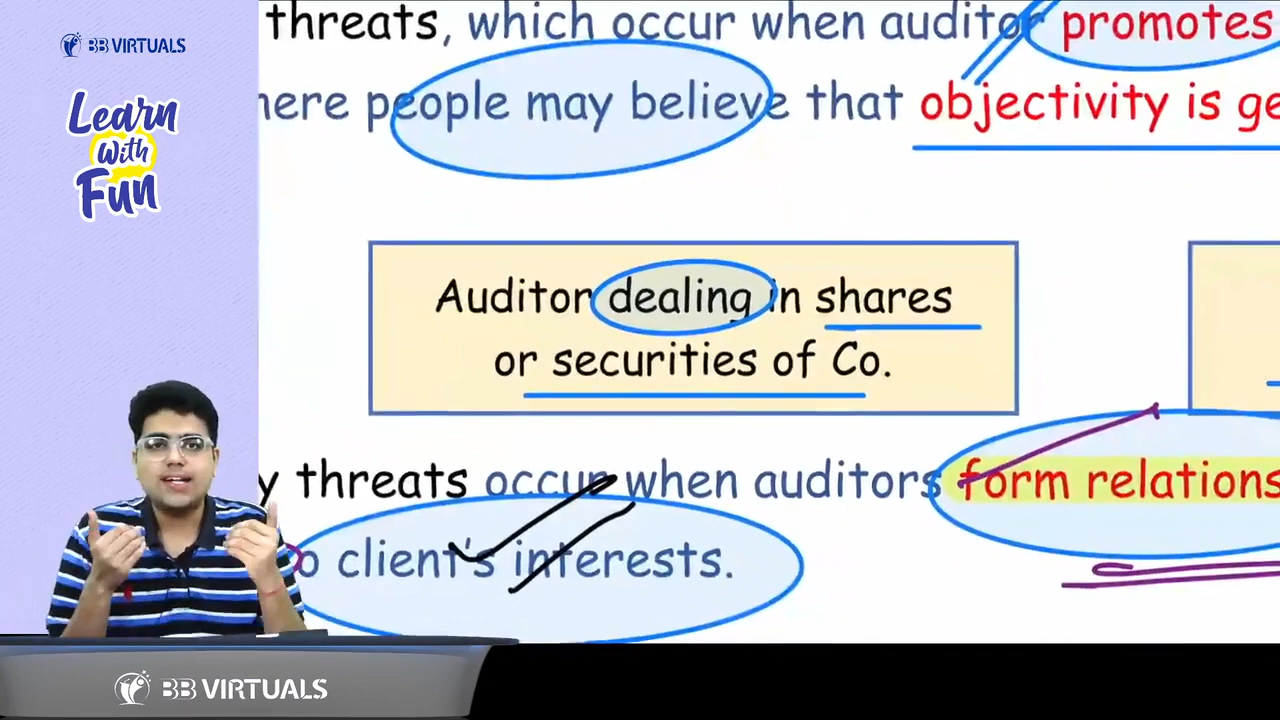 BB VIRTUALS
Learn
With
Fun
threats, which occur when auditor promotes
here people may believe that objectivity is ge
Auditor dealing in shares
or securities of Co.
y threats occur when auditors form relations
o client's interests.
BB VIRTUALS